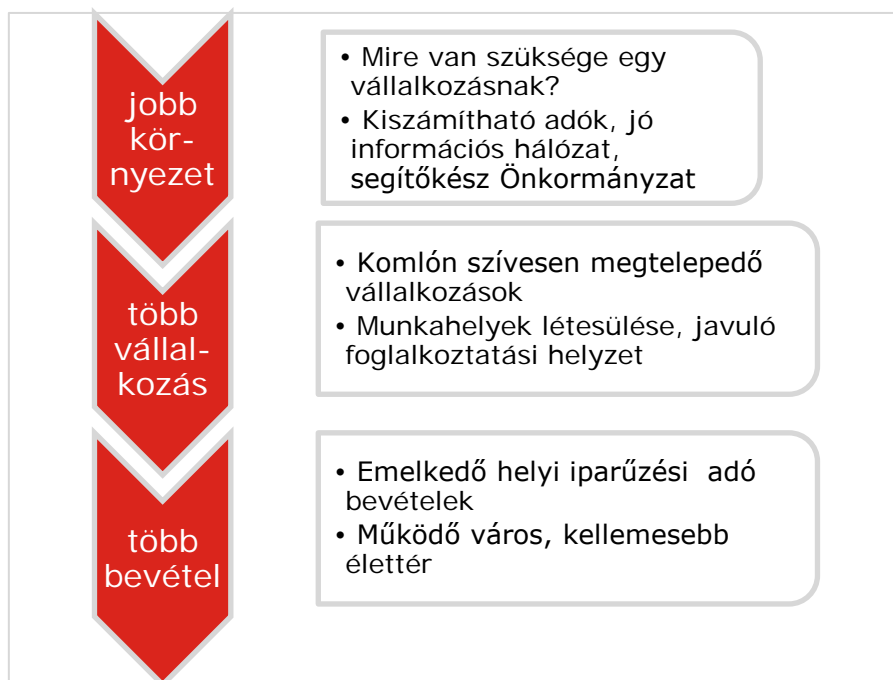 jobb
kör-
nyezet
• Mire van szüksége egy
vállalkozásnak?
• Kiszámítható adók, jó
információs hálózat,
segítőkész Önkormányzat
több
vállal-
kozás
• Komlón szívesen megtelepedő
vállalkozások
• Munkahelyek létesülése, javuló
foglalkoztatási helyzet
több
bevétel
• Emelkedő helyi iparűzési adó
bevételek
• Működő város, kellemesebb
élettér